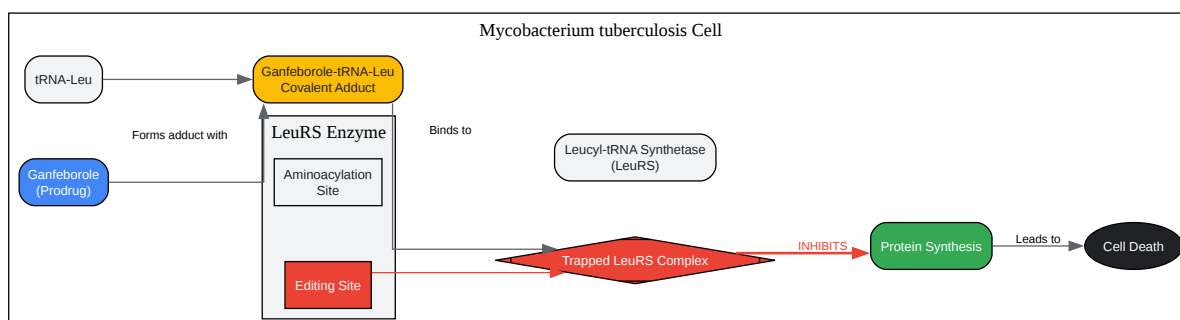 Mycobacterium tuberculosis Cell
tRNA-Leu
Ganfeborole-tRNA-Leu
Covalent Adduct
Forms adduct with
LeuRS Enzyme
Binds to
Leucyl-tRNA Synthetase
(LeuRS)
Ganfeborole
(Prodrug)
Aminoacylation
Site
Trapped LeuRS Complex
INHIBITS
Protein Synthesis
Leads to
Cell Death
Editing Site